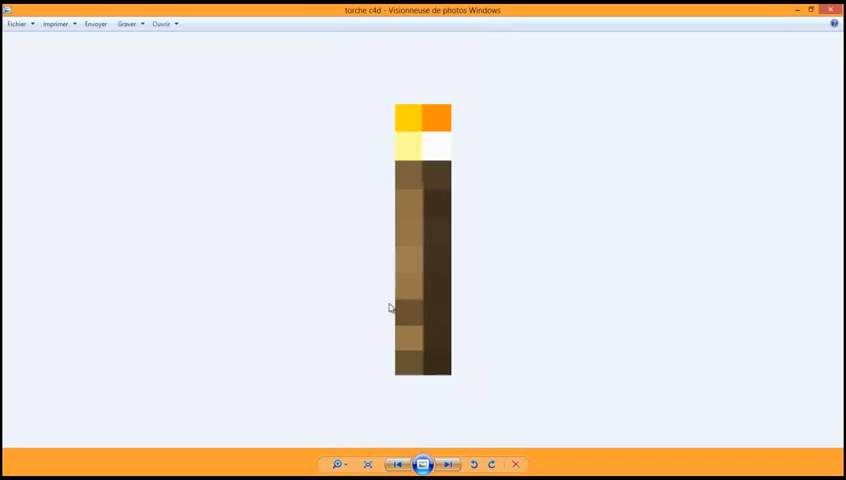 torche c4d - Visionneuse de photos Windows
Fichier Imprimer Envoyer Graver Ouvrir